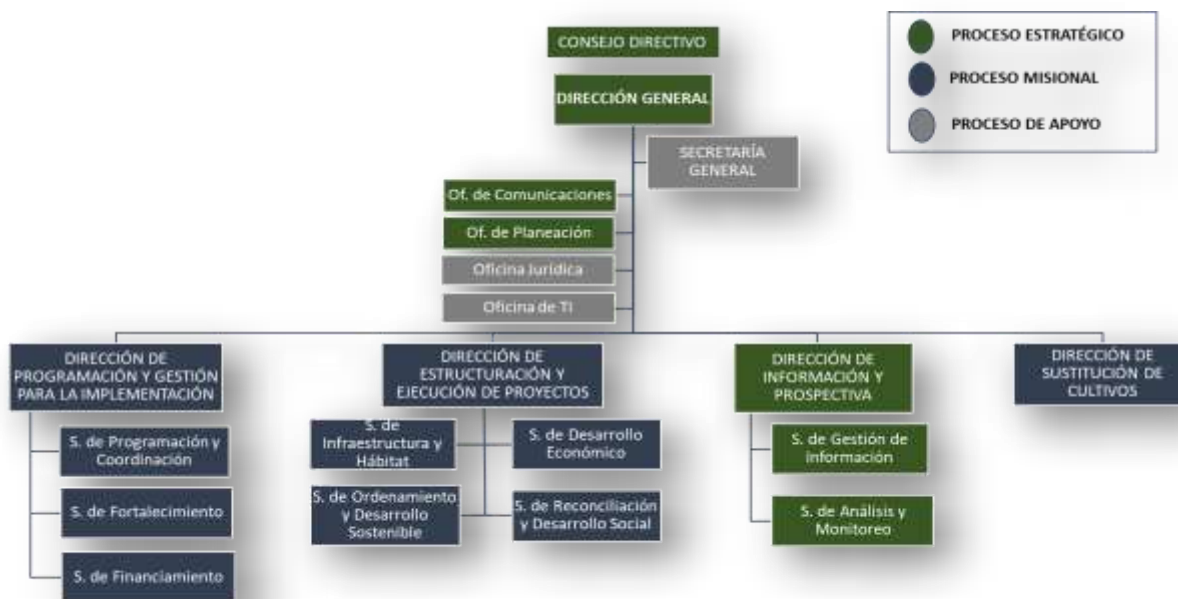 CONSEJO DIRECTIVO
DIRECCIÓN GENERAL
SECRETARÍA
GENERAL
Of. de Comunicaciones
Of. de Planeación
Oficina Jurídica
Oficina de TI
PROCESO ESTRATÉGICO
PROCESO MISIONAL
PROCESO DE APOYO
DIRECCIÓN DE
PROGRAMACIÓN Y GESTIÓN
PARA LA IMPLEMENTACIÓN
S. de Programación y
Coordinación
S. de Fortalecimiento
S. de Financiamiento
DIRECCIÓN DE
ESTRUCTURACIÓN Y
EJECUCIÓN DE PROYECTOS
S. de
Infraestructura y
Hábitat
S. de Desarrollo
Económico
S. de Ordenamiento
y Desarrollo
Sostenible
S. de Reconciliación
y Desarrollo Social
DIRECCIÓN DE
INFORMACIÓN Y
PROSPECTIVA
S. de Gestión de
Información
S. de Análisis y
Monitoreo
DIRECCIÓN DE
SUSTITUCIÓN DE
CULTIVOS